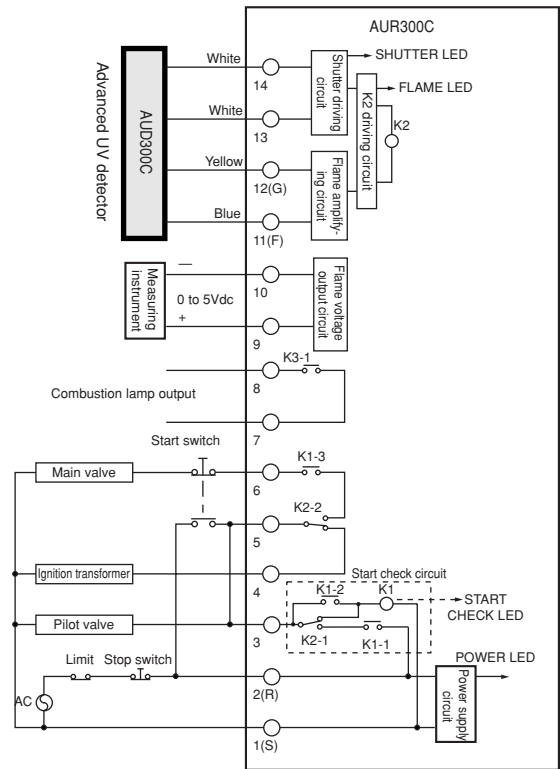 AUR300C
White
14
SHUTTER LED
Shutter driving
circuit
FLAME LED
K2 driving circuit
K2
Advanced UV detector
AUD300C
White
13
Yellow
12(G)
Flame amplify-
ing circuit
Blue
11(F)
Measuring
instrument
—
10
0 to 5Vdc
+
9
Flame voltage
output circuit
K3-1
8
Combustion lamp output
7
Start switch
Main valve
K1-3
6
K2-2
5
Ignition transformer
4
Start check circuit
K1-2
K1
START
CHECK LED
Pilot valve
3
K2-1
K1-1
Limit
Stop switch
POWER LED
2(R)
Power supply
circuit
AC
1(S)